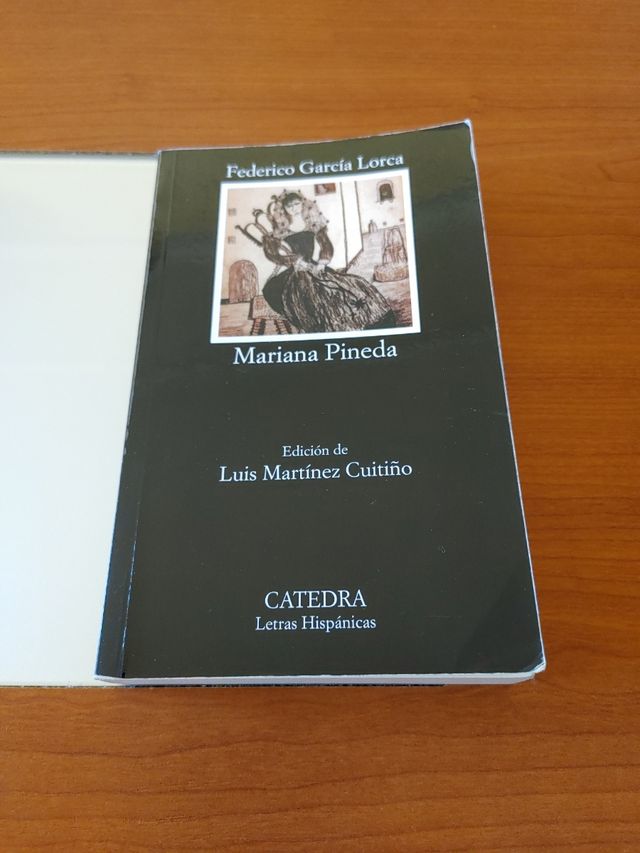 Federico García Lorca
Mariana Pineda
Edición de
Luis Martínez Cuitiño
CATEDRA
Letras Hispánicas